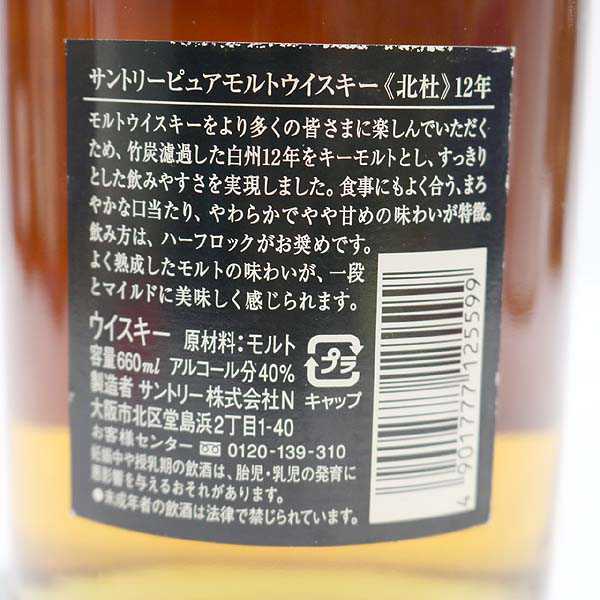 サントリーピュアモルトウイスキー《北杜》12年
モルトウイスキーをより多くの皆さまに楽しんでいただく
ため、竹炭濾過した白州12年をキーモルトとし、すっきり
とした飲みやすさを実現しました。食事にもよく合う、まろ
やかな口当たり、やわらかでやや甘めの味わいが特徴。
飲み方は、ハーフロックがお奨めです。
よく熟成したモルトの味わいが、一段
とマイルドに美味しく感じられます。
ウイスキー 原材料:モルト
容量660ml アルコール分40%
製造者 サントリー株式会社N
大阪市北区堂島浜2丁目1-40
お客様センター 0120-139-310
妊娠中や授乳期の飲酒は、胎児・乳児の発育に
悪影響を与えるおそれがあります。
●未成年者の飲酒は法律で禁じられています。
プラ
キャップ
4901777125599